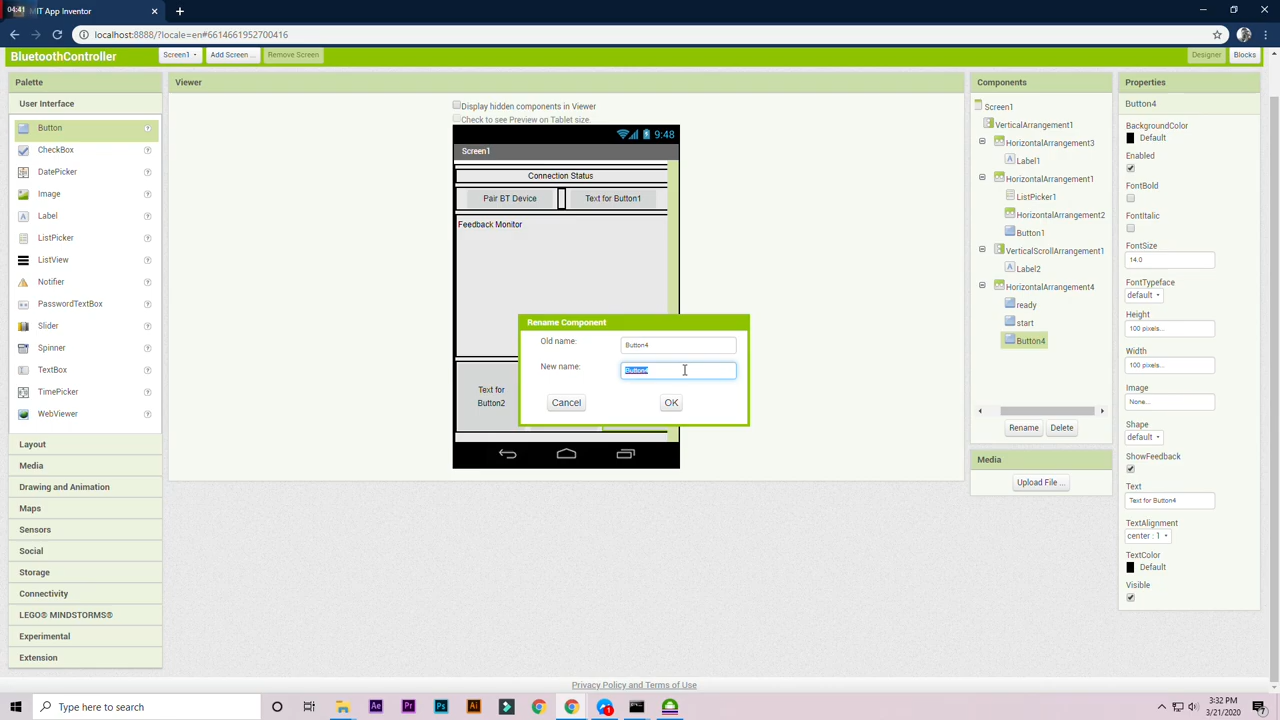 04:41
MIT App Inventor
localhost:8888/?locale=en#6614661952700416
BluetoothController
Screen1
Add Screen ...
Remove Screen
Designer
Blocks
Palette
User Interface
Button
CheckBox
DatePicker
Image
Label
ListPicker
ListView
Notifier
PasswordTextBox
Slider
Spinner
TextBox
TimePicker
WebViewer
Layout
Media
Drawing and Animation
Maps
Sensors
Social
Storage
Connectivity
LEGO® MINDSTORMS®
Experimental
Extension
Viewer
Display hidden components in Viewer
Check to see Preview on Tablet size.
9:48
Screen1
Connection Status
Pair BT Device
Text for Button1
Feedback Monitor
Text for
Button2
Rename Component
Old name:
Button4
New name:
Button4
Cancel
OK
Components
Screen1
VerticalArrangement1
HorizontalArrangement3
Label1
HorizontalArrangement1
ListPicker1
HorizontalArrangement2
Button1
VerticalScrollArrangement1
Label2
HorizontalArrangement4
ready
start
Button4
Rename
Delete
Media
Upload File ...
Properties
Button4
BackgroundColor
Default
Enabled
FontBold
FontItalic
FontSize
14.0
FontTypeface
default
Height
100 pixels...
Width
100 pixels...
Image
None...
Shape
default
ShowFeedback
Text
Text for Button4
TextAlignment
center : 1
TextColor
Default
Visible
Privacy Policy and Terms of Use
Type here to search
Ae
Pr
Ps
Ai
1
3:32 PM
3/21/2020
7